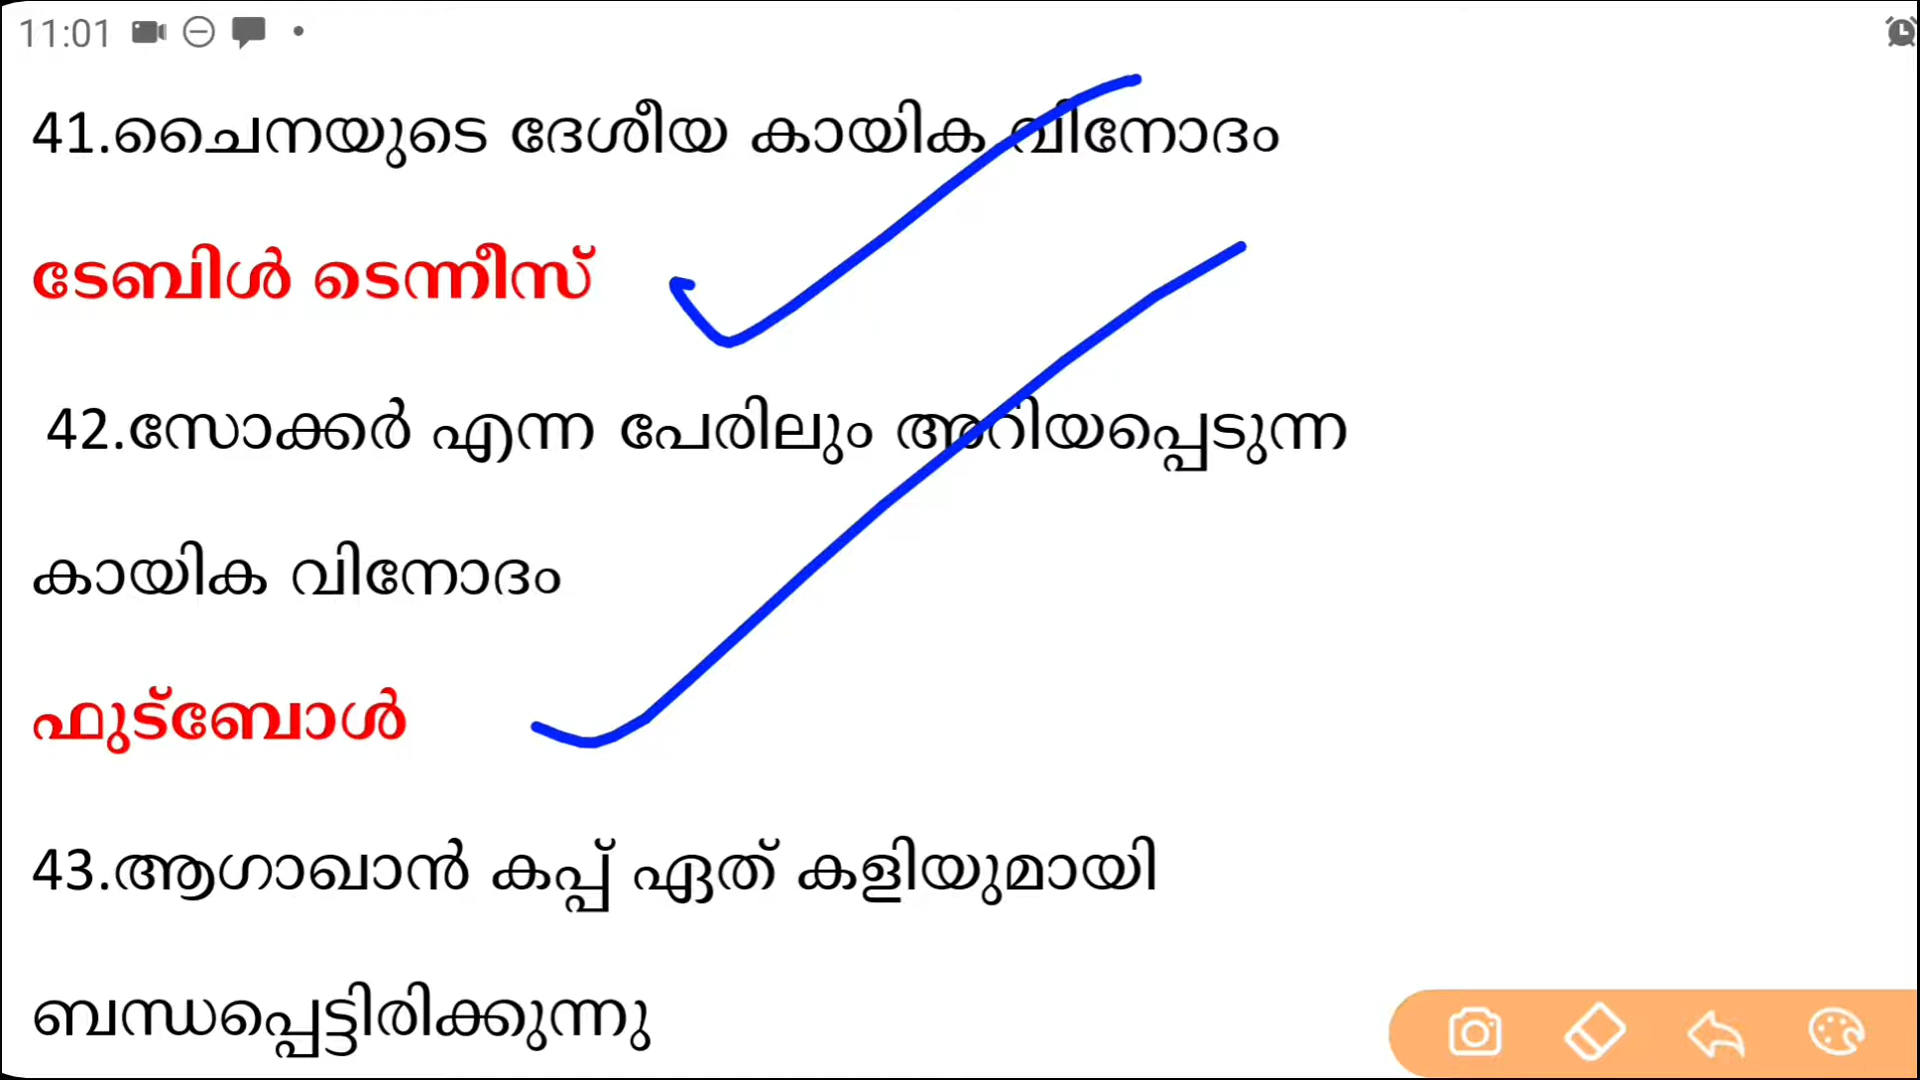 11:01
41.ചൈനയുടെ ദേശീയ കായിക വിനോദം
ടേബിൾ ടെന്നീസ്
42.സോക്കർ എന്ന പേരിലും അറിയപ്പെടുന്ന
കായിക വിനോദം
ഫുട്ബോൾ
43.ആഗാഖാൻ കപ്പ് ഏത് കളിയുമായി
ബന്ധപ്പെട്ടിരിക്കുന്നു